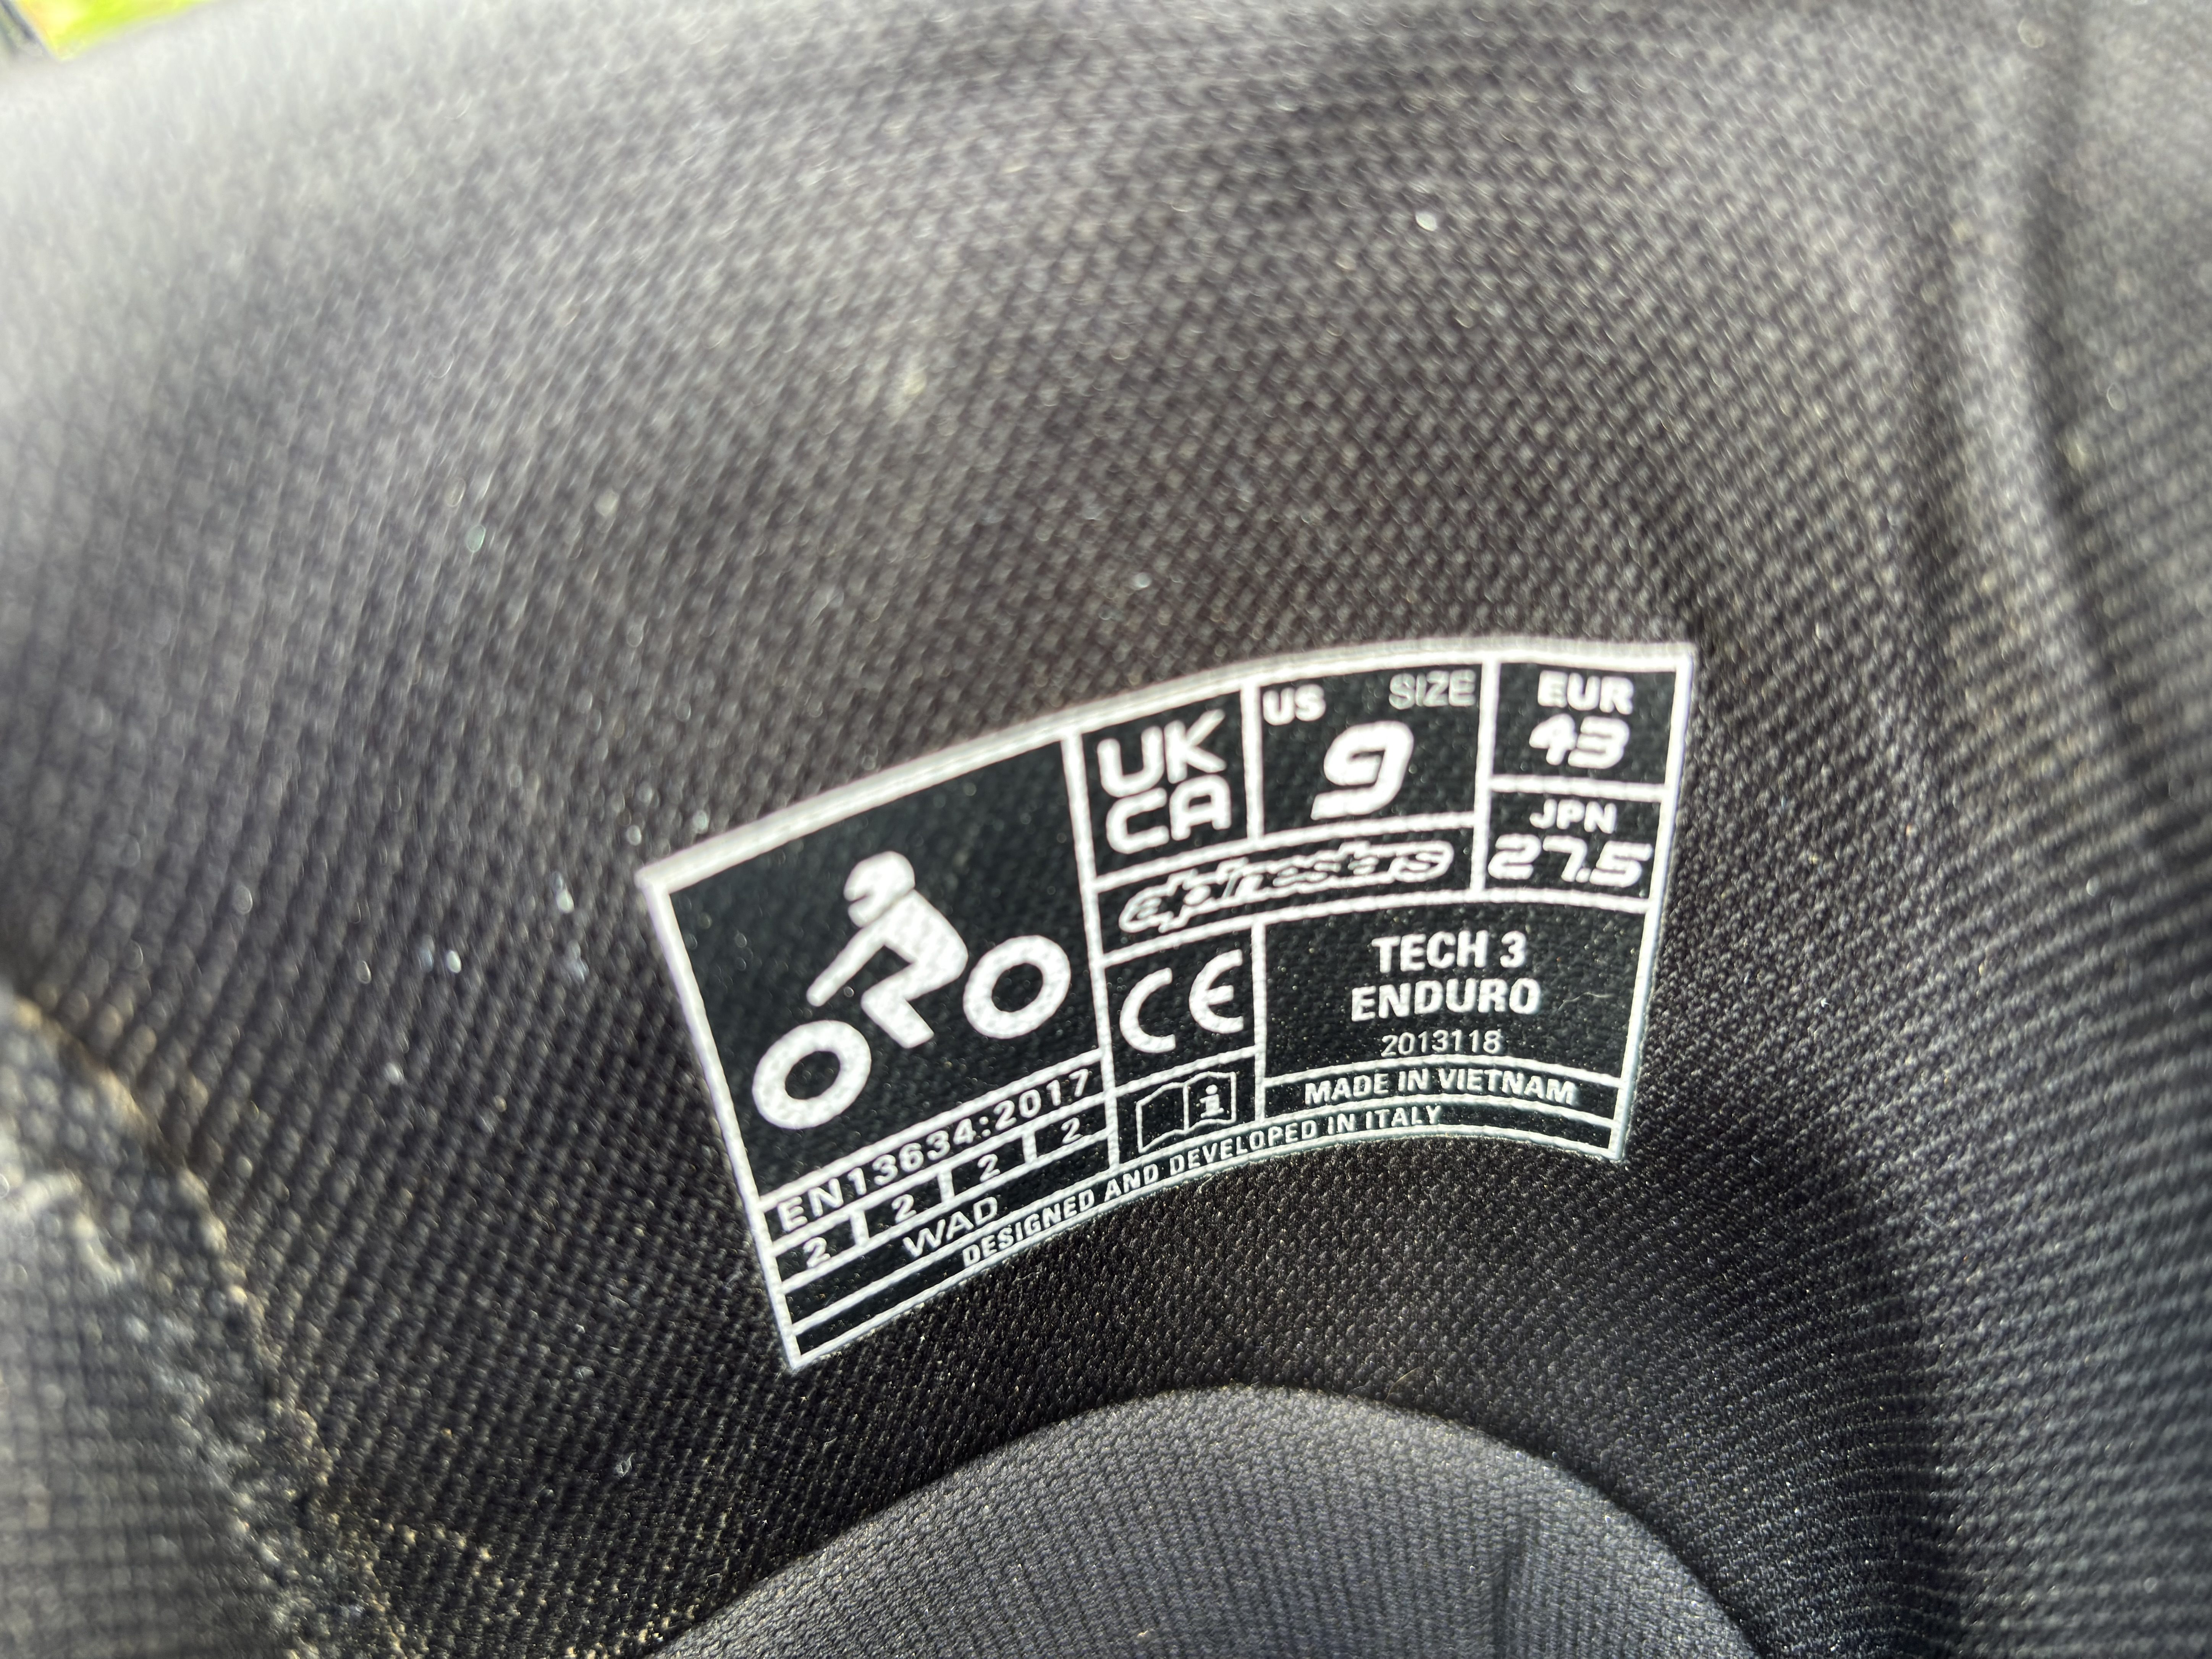 UK
CA
US SIZE
9
EUR
43
JPN
27.5
alpinestars
CE
TECH 3
ENDURO
2013118
MADE IN VIETNAM
EN13634:2017
2 2 2 2
WAD
i
DESIGNED AND DEVELOPED IN ITALY